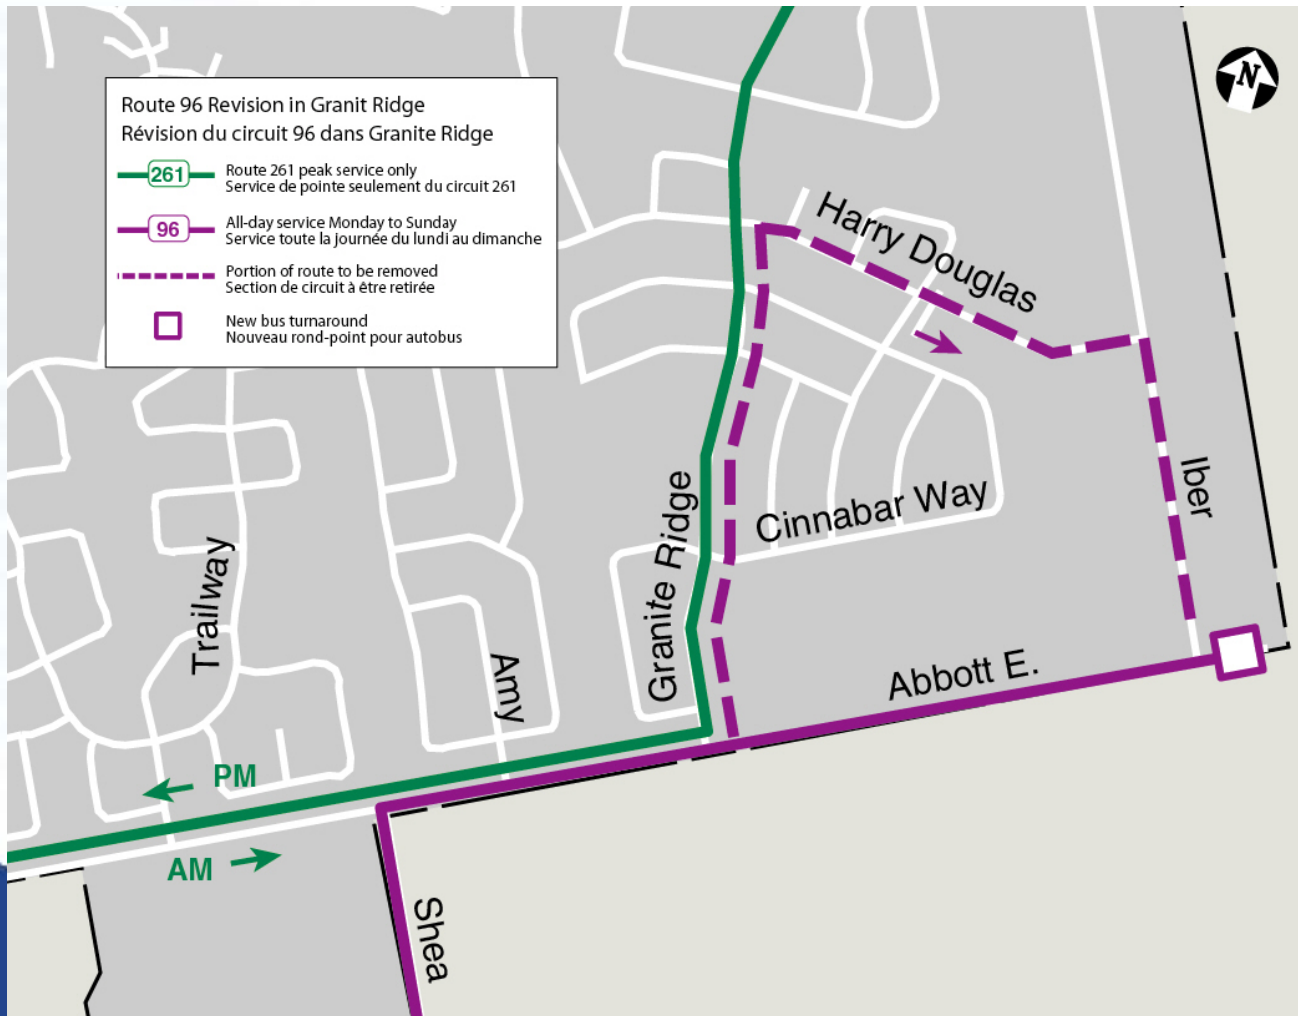 Route 96 Revision in Granit Ridge
Révision du circuit 96 dans Granite Ridge
261
Route 261 peak service only
Service de pointe seulement du circuit 261
96
All-day service Monday to Sunday
Service toute la journée du lundi au dimanche
Portion of route to be removed
Section de circuit à être retirée
New bus turnaround
Nouveau rond-point pour autobus
N
Harry Douglas
Iber
Cinnabar Way
Granite Ridge
Trailway
Amy
Abbott E.
PM
AM
Shea